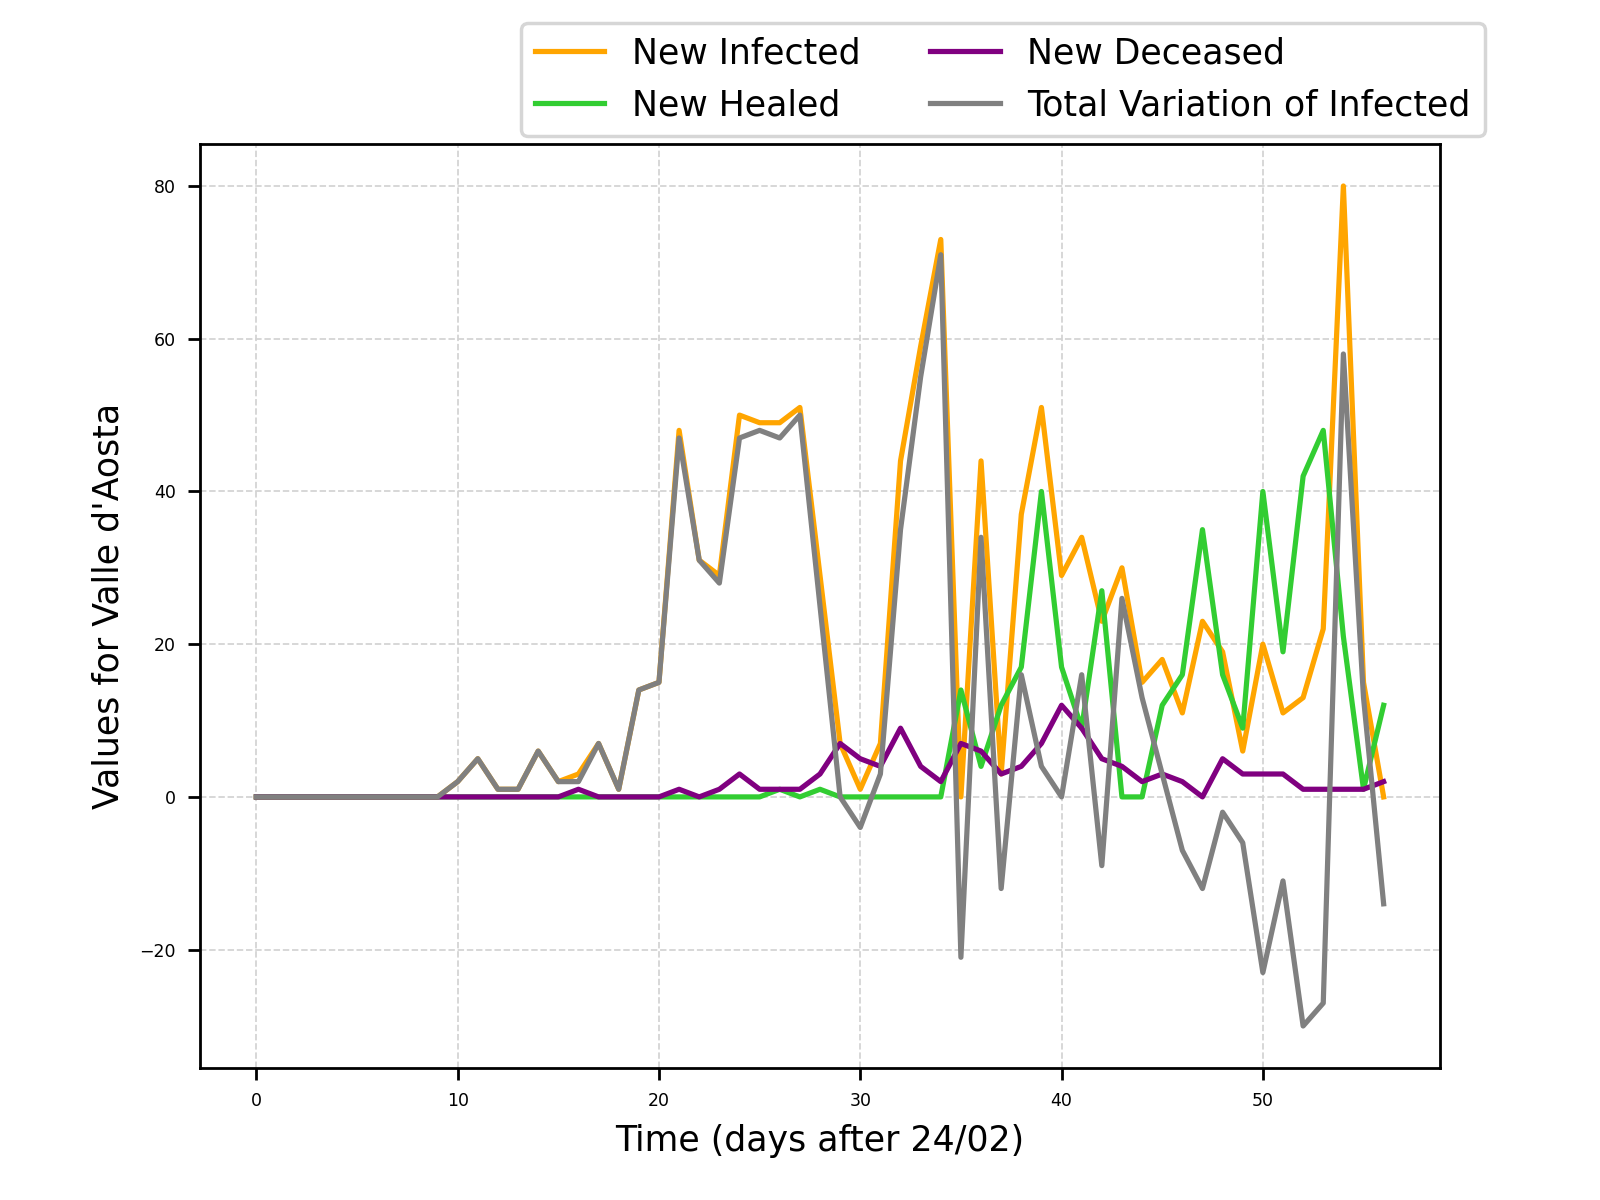 New Infected
New Healed
New Deceased
Total Variation of Infected
80
60
40
20
0
−20
Values for Valle d'Aosta
0 10 20 30 40 50
Time (days after 24/02)